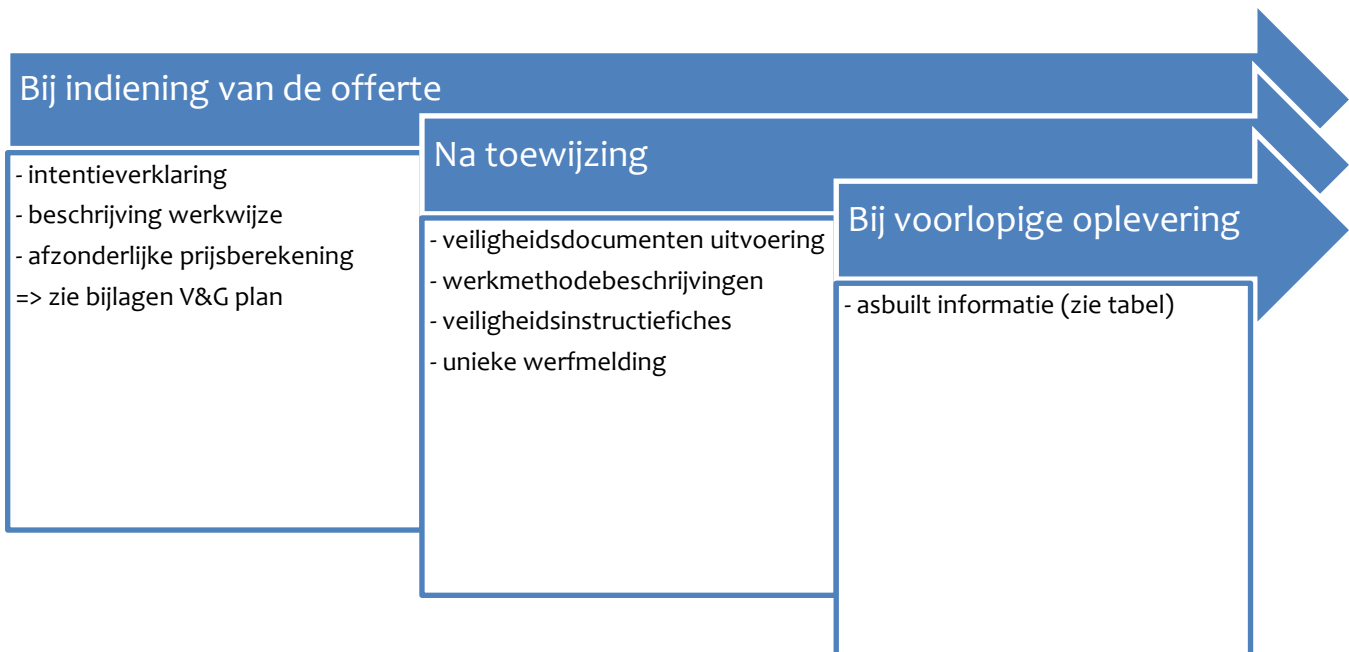 Bij indiening van de offerte
- intentieverklaring
- beschrijving werkwijze
- afzonderlijke prijsberekening
=> zie bijlagen V&G plan
Na toewijzing
- veiligheidsdocumenten uitvoering
- werkmethodebeschrijvingen
- veiligheidsinstructiefiches
- unieke werfmelding
Bij voorlopige oplevering
- asbuilt informatie (zie tabel)